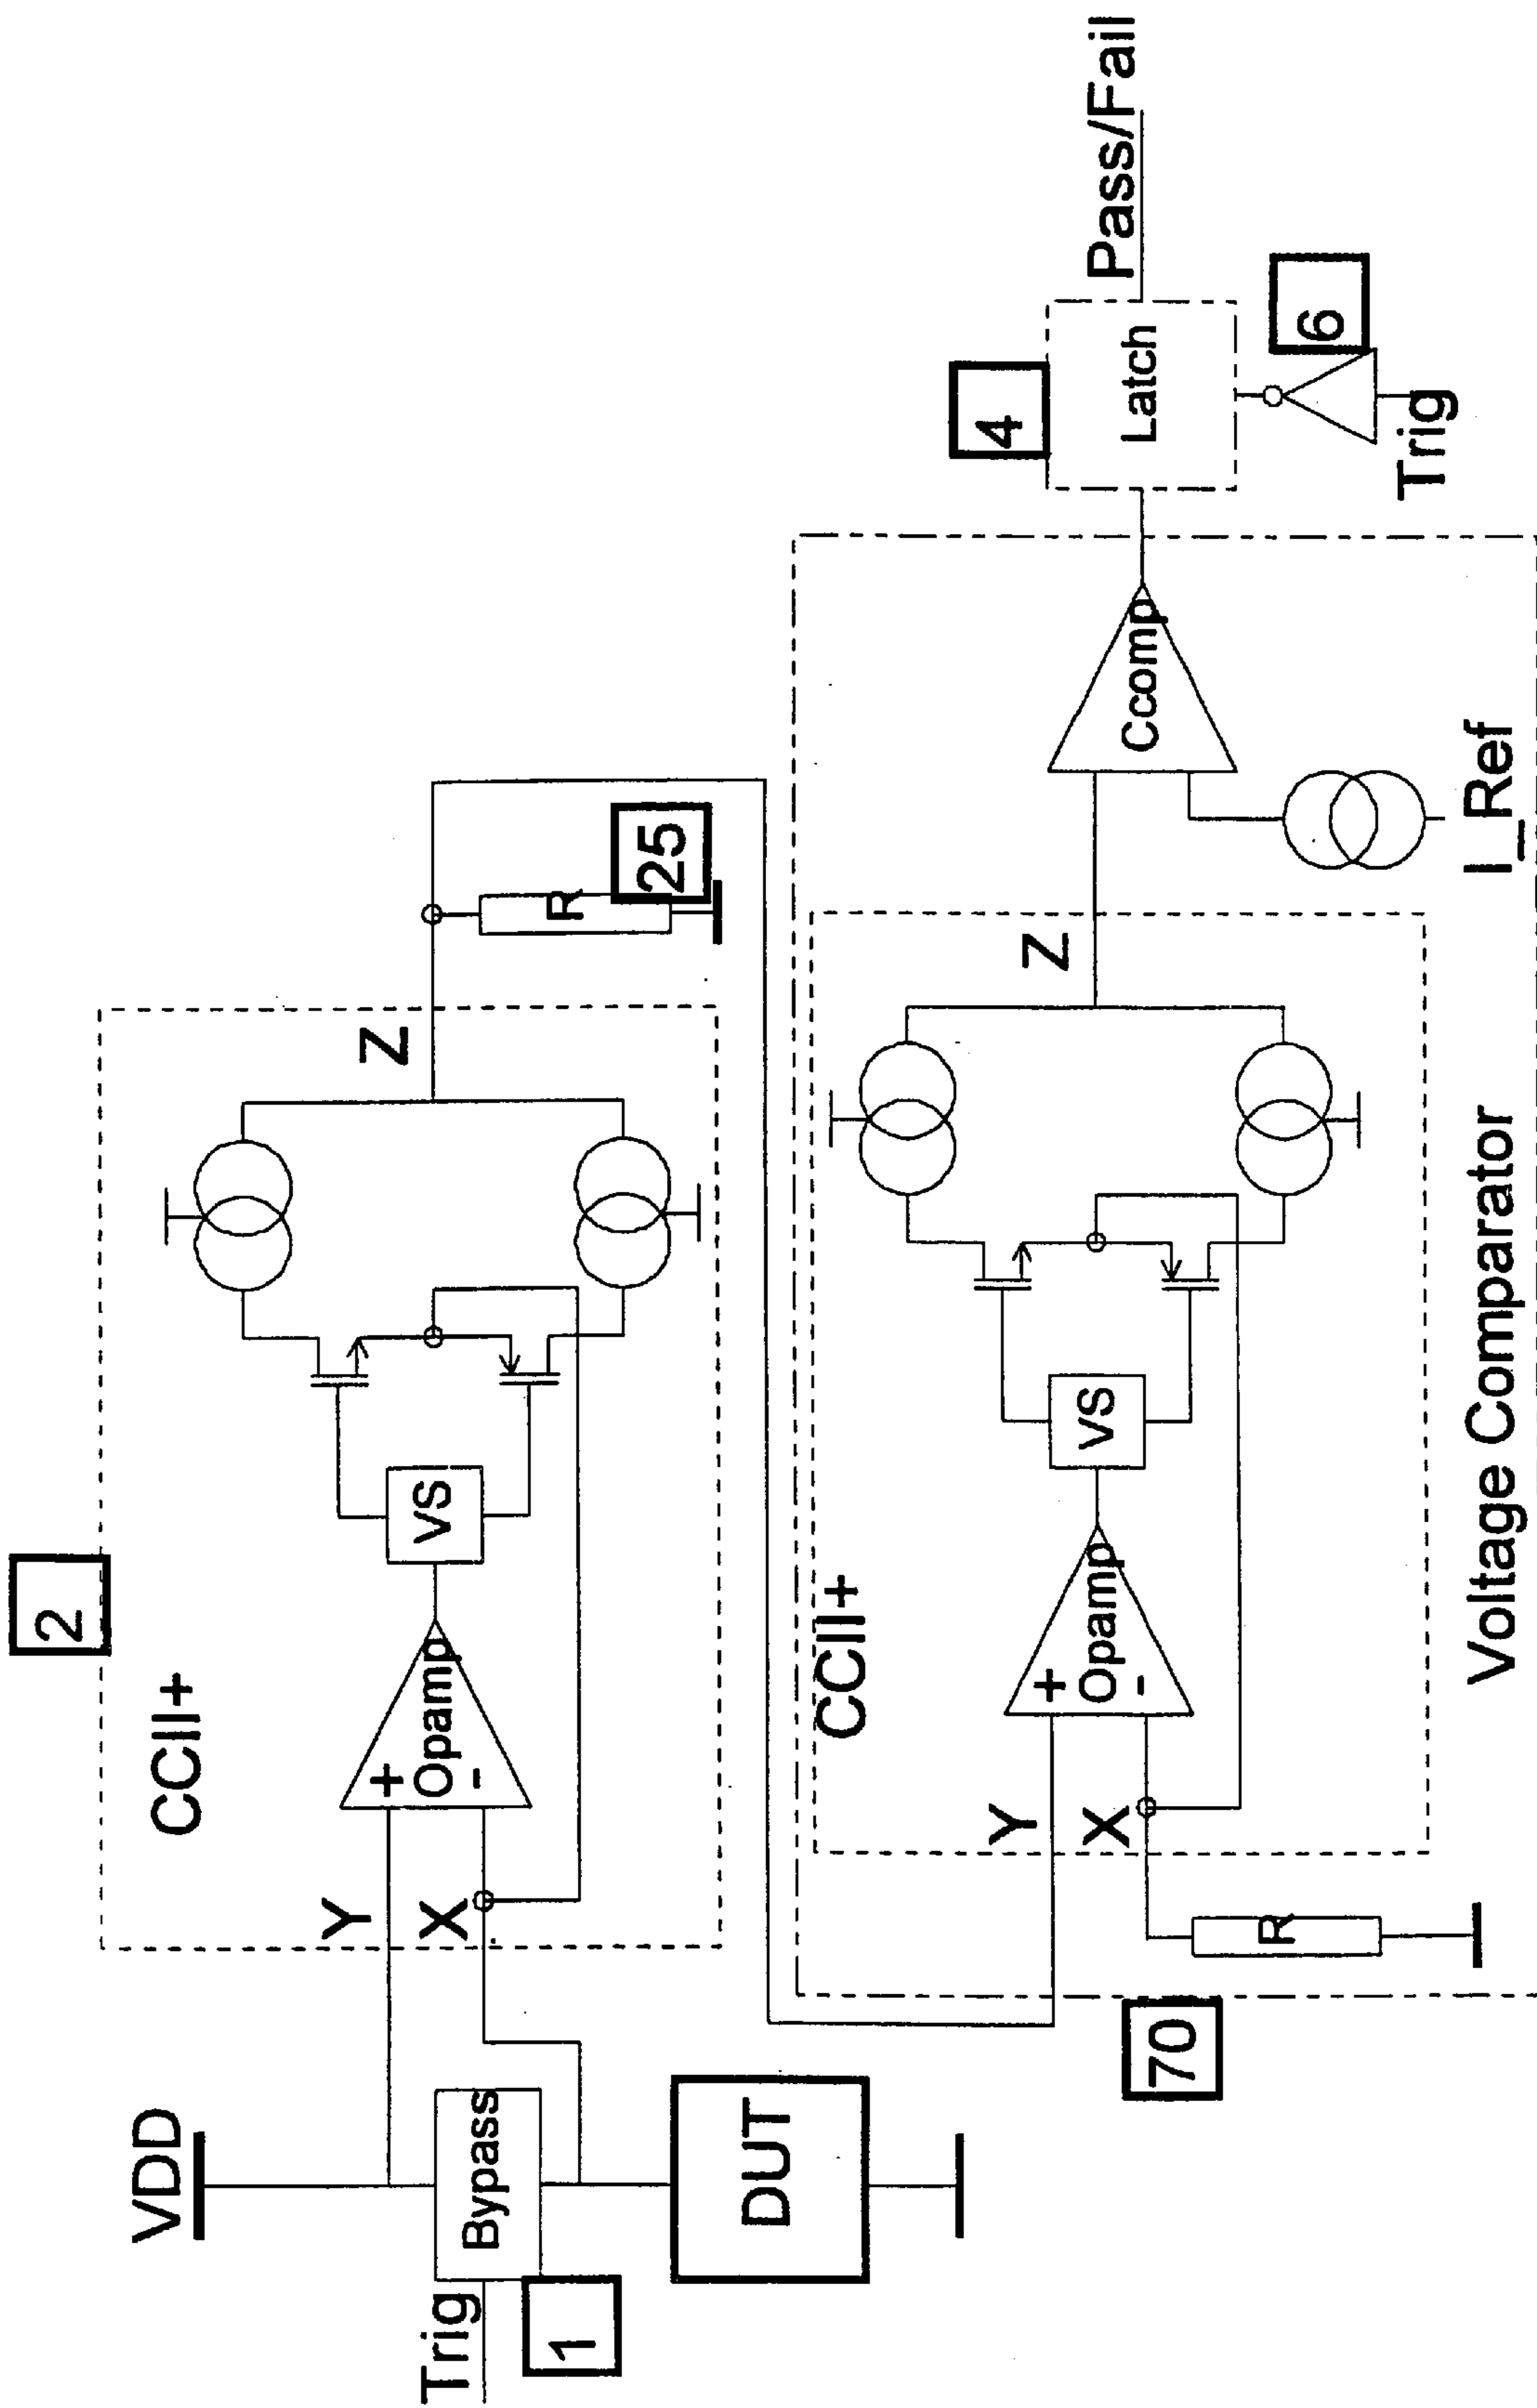 VDD
Trig
Bypass
1
DUT
2
CCII+
Y
X
+
Opamp
-
VS
Z
R
25
70
Voltage Comparator
CCII+
Y
X
+
Opamp
-
R
VS
Z
Ccomp
I_Ref
4
Latch
6
Trig
Pass/Fail